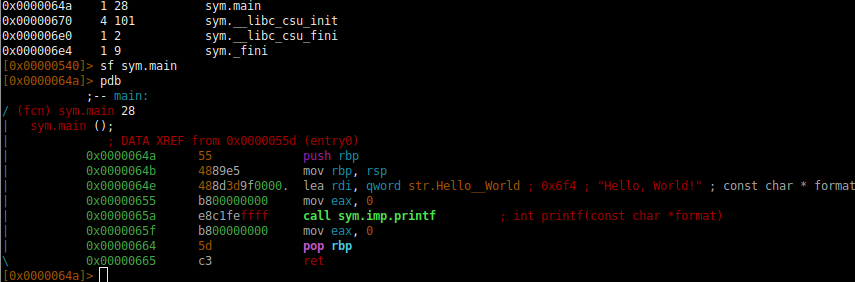 0x0000064a    1 28           sym.main
0x00000670    4 101          sym.__libc_csu_init
0x000006e0    1 2            sym.__libc_csu_fini
0x000006e4    1 9            sym._fini
[0x00000540]> sf sym.main
[0x0000064a]> pdb
            ;-- main:
/ (fcn) sym.main 28
|   sym.main ();
|              ; DATA XREF from 0x0000055d (entry0)
|           0x0000064a      55             push rbp
|           0x0000064b      4889e5         mov rbp, rsp
|           0x0000064e      488d3d9f0000.  lea rdi, qword str.Hello__World ; 0x6f4 ; "Hello, World!" ; const char * format
|           0x00000655      b800000000     mov eax, 0
|           0x0000065a      e8c1feffff     call sym.imp.printf         ; int printf(const char *format)
|           0x0000065f      b800000000     mov eax, 0
|           0x00000664      5d             pop rbp
\           0x00000665      c3             ret
[0x0000064a]>